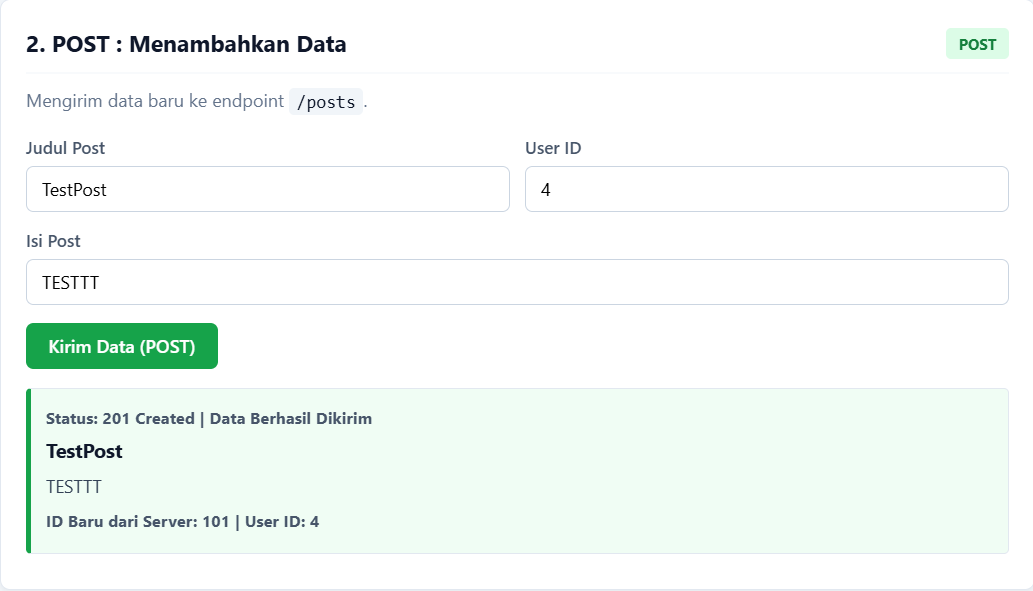 2. POST : Menambahkan Data
POST
Mengirim data baru ke endpoint /posts.
Judul Post
User ID
TestPost
4
Isi Post
TESTTT
Kirim Data (POST)
Status: 201 Created | Data Berhasil Dikirim
TestPost
TESTTT
ID Baru dari Server: 101 | User ID: 4